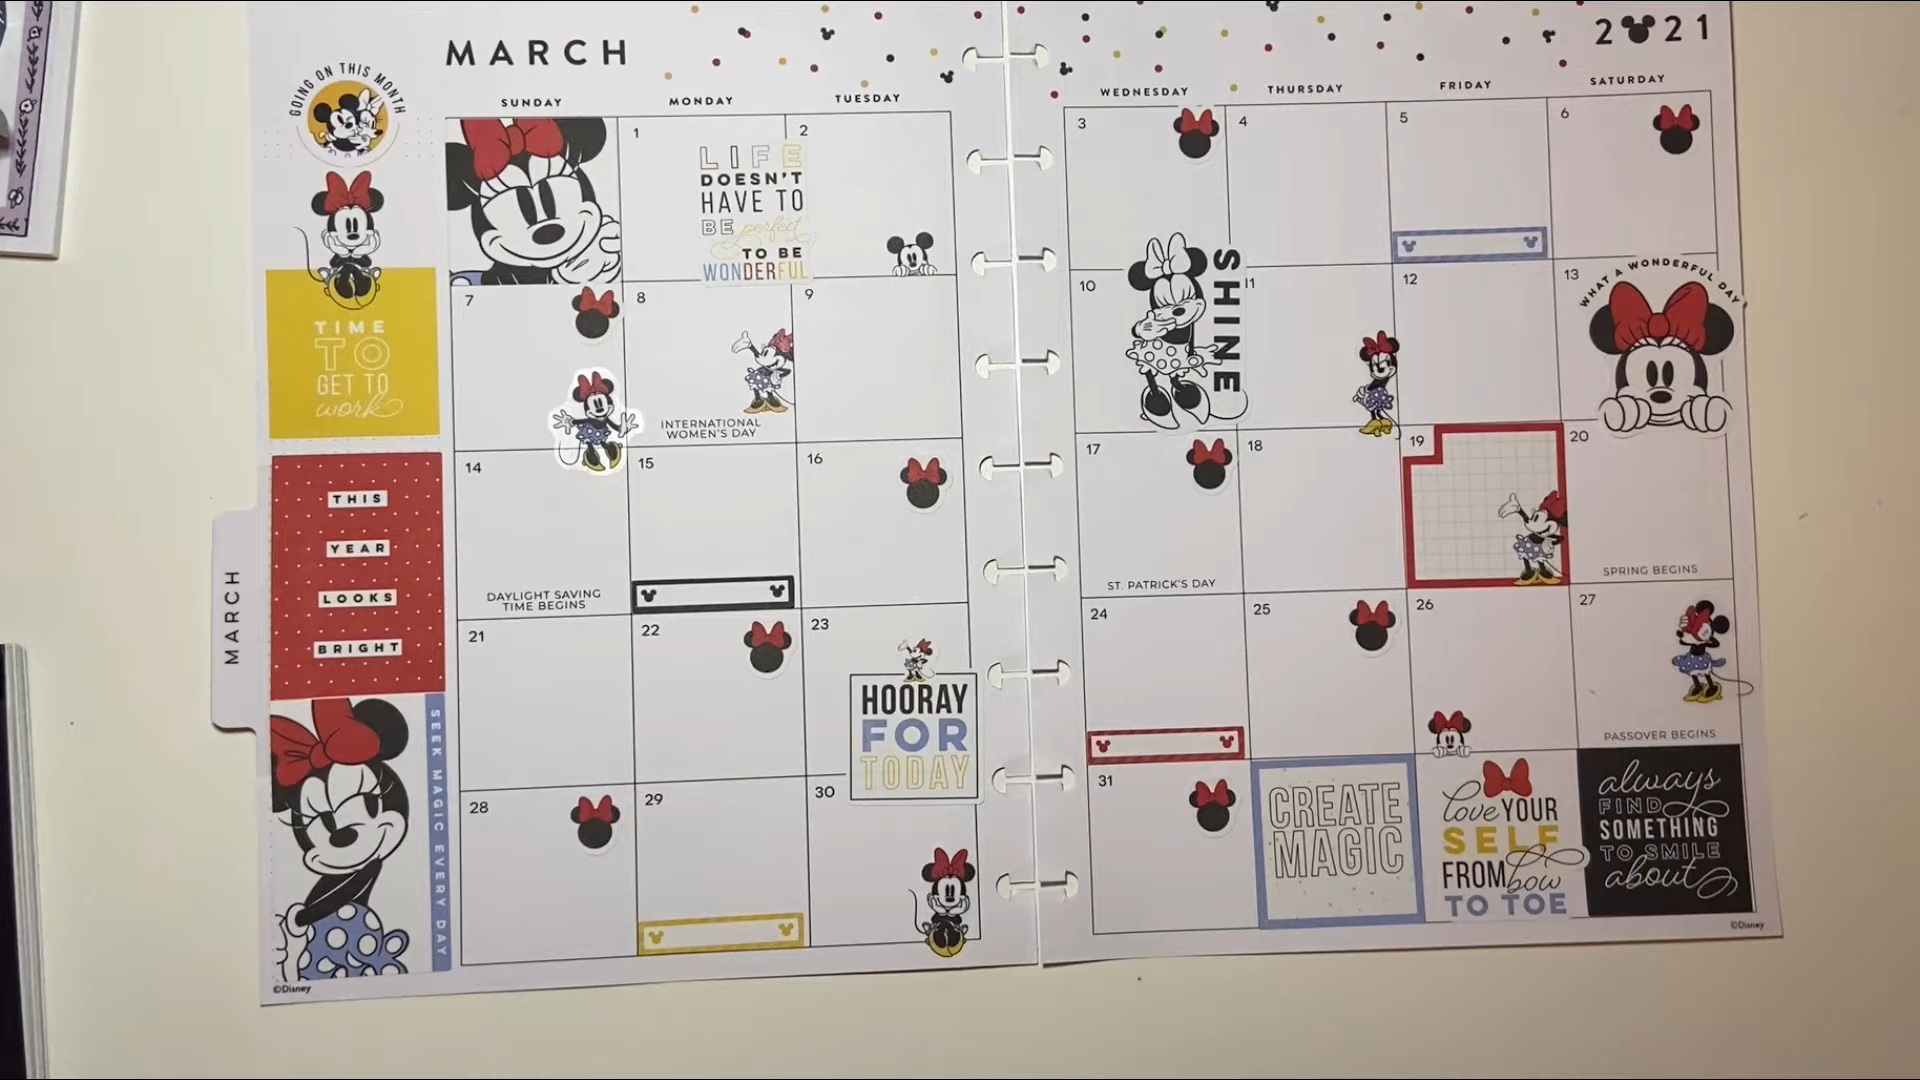 GOING ON THIS MONTH
MARCH
2021
SUNDAY
MONDAY
TUESDAY
WEDNESDAY
THURSDAY
FRIDAY
SATURDAY
1
LIFE
DOESN'T
HAVE TO
BE perfect
TO BE
WONDERFUL
2
3
4
5
6
TIME
TO
GET TO
work
7
8
INTERNATIONAL
WOMEN'S DAY
9
10
SHINE
11
12
13
WHAT A WONDERFUL DAY
THIS
YEAR
LOOKS
BRIGHT
MARCH
14
DAYLIGHT SAVING
TIME BEGINS
15
16
17
ST. PATRICK'S DAY
18
19
20
SPRING BEGINS
21
22
23
HOORAY
FOR
TODAY
24
25
26
27
PASSOVER BEGINS
SEEK MAGIC EVERY DAY
28
29
30
31
CREATE
MAGIC
love YOUR
SELF
FROM bow
TO TOE
always
FIND
SOMETHING
TO SMILE
about
©Disney
©Disney